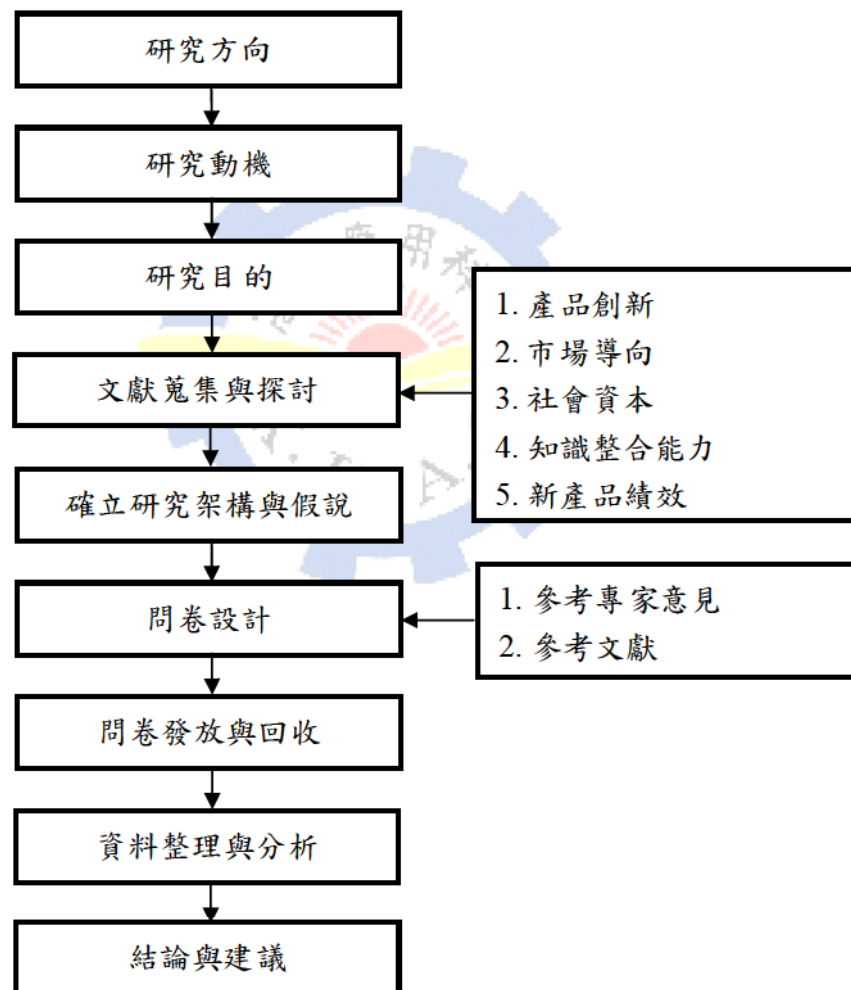 研究方向
研究動機
研究目的
文獻蒐集與探討
1. 產品創新
2. 市場導向
3. 社會資本
4. 知識整合能力
5. 新產品績效
確立研究架構與假說
問卷設計
1. 參考專家意見
2. 參考文獻
問卷發放與回收
資料整理與分析
結論與建議